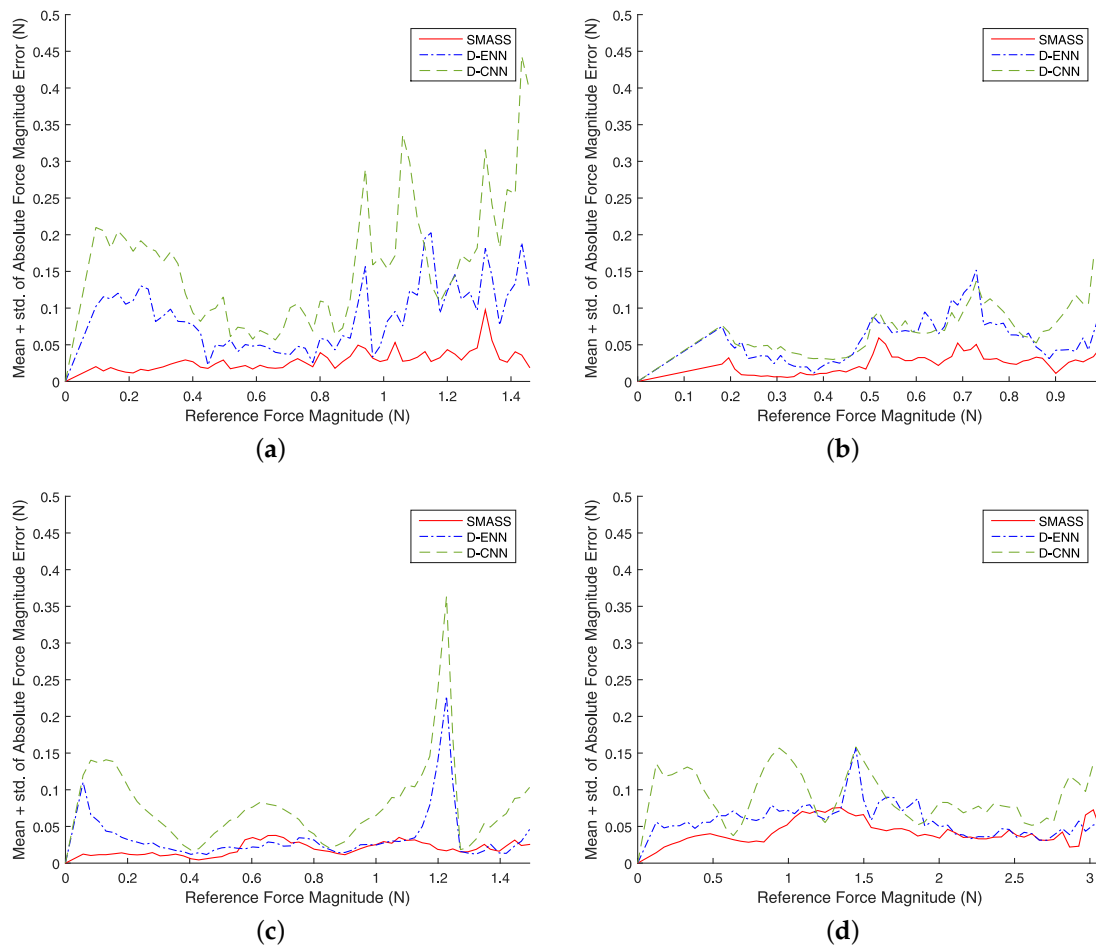 Mean + std. of Absolute Force Magnitude Error (N)
0.5
0.45
0.4
0.35
0.3
0.25
0.2
0.15
0.1
0.05
0
SMASS
D-ENN
D-CNN
0 0.2 0.4 0.6 0.8 1 1.2 1.4
Reference Force Magnitude (N)
(a)
Mean + std. of Absolute Force Magnitude Error (N)
0.5
0.45
0.4
0.35
0.3
0.25
0.2
0.15
0.1
0.05
0
SMASS
D-ENN
D-CNN
0 0.1 0.2 0.3 0.4 0.5 0.6 0.7 0.8 0.9
Reference Force Magnitude (N)
(b)
Mean + std. of Absolute Force Magnitude Error (N)
0.5
0.45
0.4
0.35
0.3
0.25
0.2
0.15
0.1
0.05
0
SMASS
D-ENN
D-CNN
0 0.2 0.4 0.6 0.8 1 1.2 1.4
Reference Force Magnitude (N)
(c)
Mean + std. of Absolute Force Magnitude Error (N)
0.5
0.45
0.4
0.35
0.3
0.25
0.2
0.15
0.1
0.05
0
SMASS
D-ENN
D-CNN
0 0.5 1 1.5 2 2.5 3
Reference Force Magnitude (N)
(d)